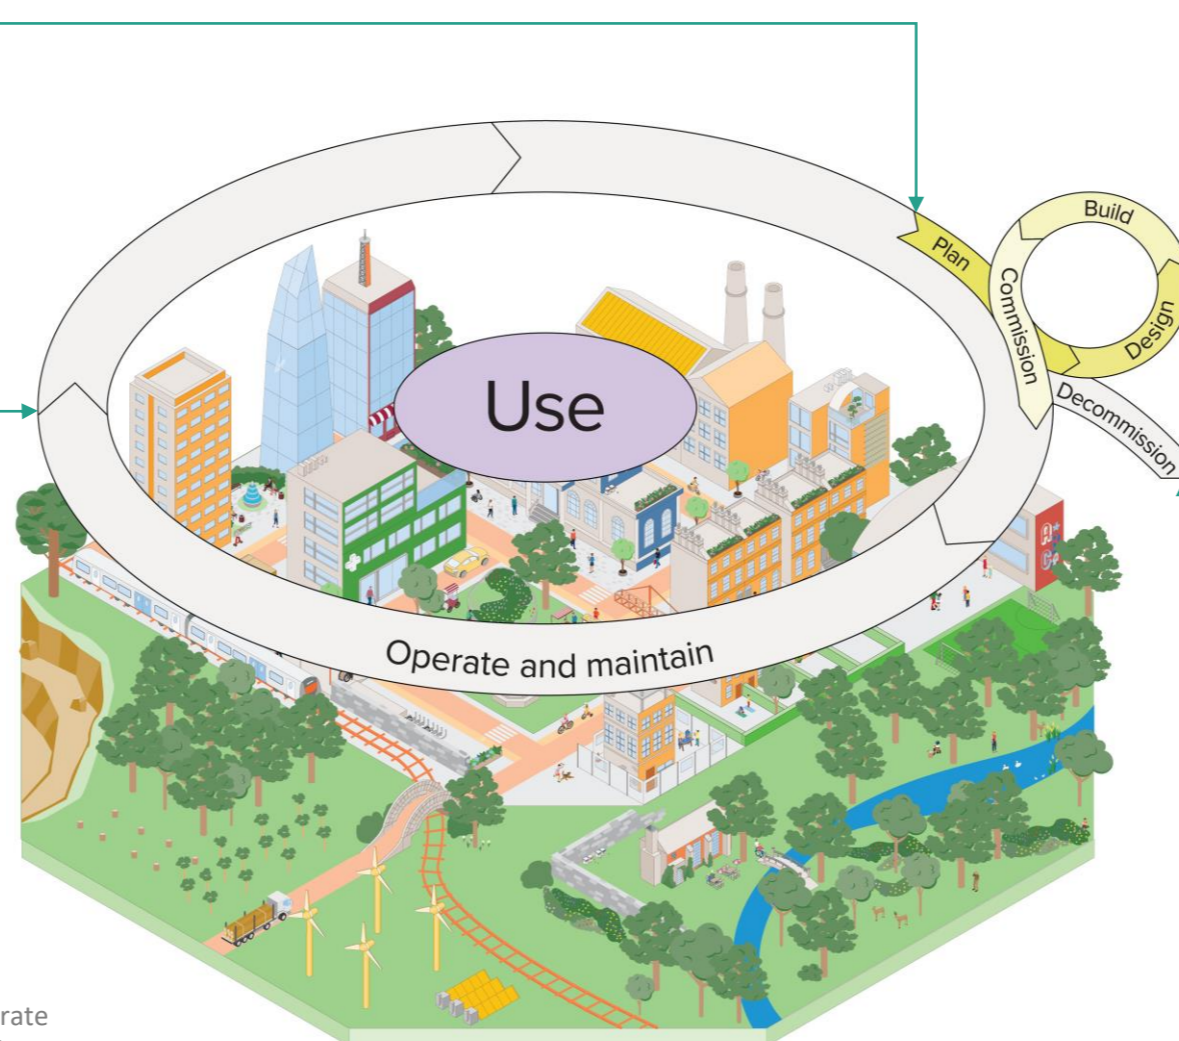 Build
Plan
Commission
Design
Use
Decommission
Operate and maintain
rate